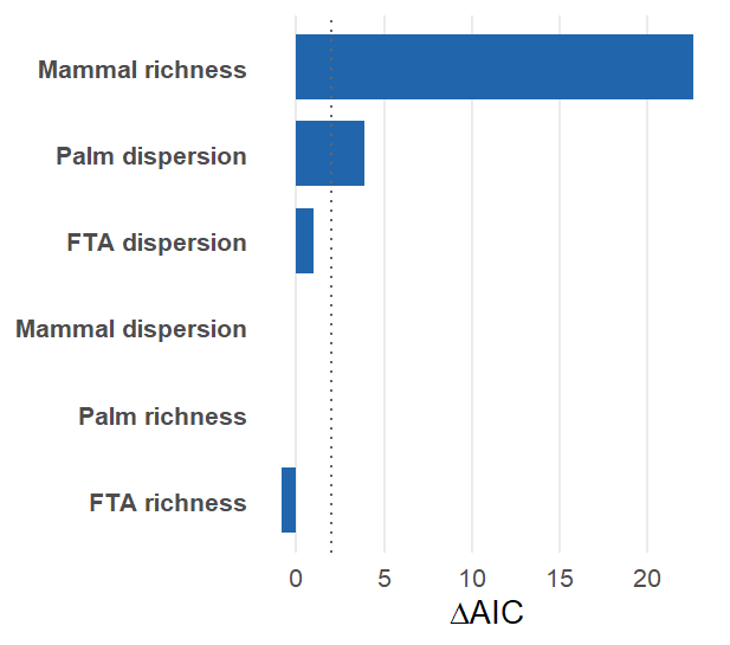 Mammal richness
Palm dispersion
FTA dispersion
Mammal dispersion
Palm richness
FTA richness
0 5 10 15 20
ΔAIC